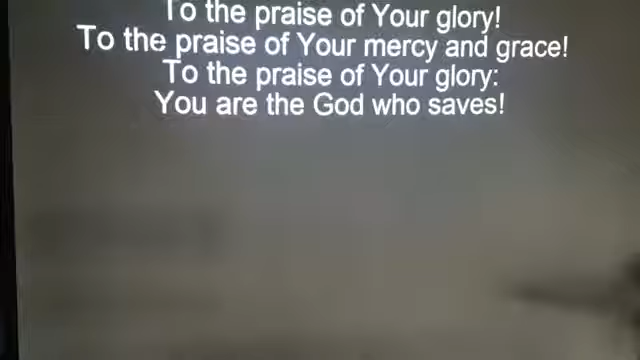 To the praise of Your glory!
To the praise of Your mercy and grace!
To the praise of Your glory:
You are the God who saves!